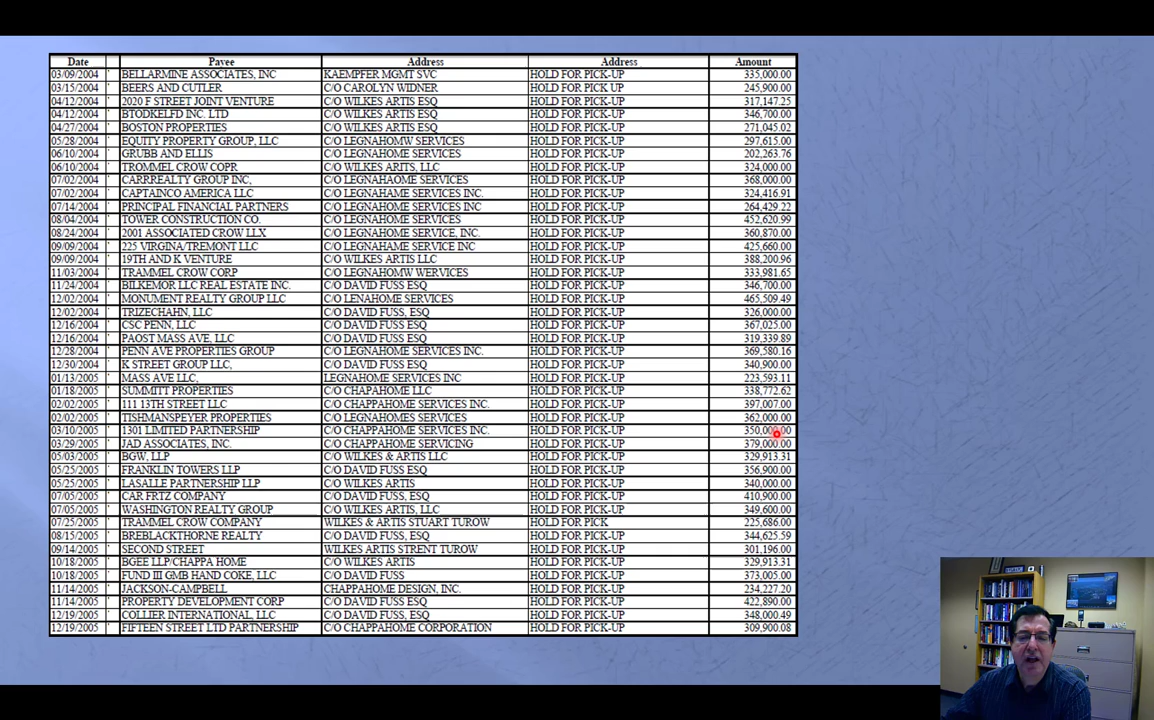 Date Payee Address Address Amount
03/09/2004 ' BELLARMINE ASSOCIATES, INC KAEMPFER MGMT SVC HOLD FOR PICK-UP 335,000.00
03/15/2004 ' BEERS AND CUTLER C/O CAROLYN WIDNER HOLD FOR PICK UP 245,900.00
04/12/2004 ' 2020 F STREET JOINT VENTURE C/O WILKES ARTIS ESQ HOLD FOR PICK-UP 317,147.25
04/12/2004 ' BTODKELFD INC. LTD C/O WILKES ARTIS ESQ HOLD FOR PICK-UP 346,700.00
04/27/2004 ' BOSTON PROPERTIES C/O WILKES ARTIS ESQ HOLD FOR PICK-UP 271,045.02
05/28/2004 ' EQUITY PROPERTY GROUP, LLC C/O LEGNAHOMW SERVICES HOLD FOR PICK-UP 297,615.00
06/10/2004 ' GRUBB AND ELLIS C/O LEGNAHOME SERVICES HOLD FOR PICK-UP 202,263.76
06/10/2004 ' TROMMEL CROW COPR C/O WILKES ARITS, LLC HOLD FOR PICK-UP 324,000.00
07/02/2004 ' CARRREALTY GROUP INC, C/O LEGNAHAOME SERVICES HOLD FOR PICK-UP 368,000.00
07/02/2004 ' CAPTAINCO AMERICA LLC C/O LEGNAHAME SERVICES INC. HOLD FOR PICK-UP 324,416.91
07/14/2004 ' PRINCIPAL FINANCIAL PARTNERS C/O LEGNAHOME SERVICES INC HOLD FOR PICK-UP 264,429.22
08/04/2004 ' TOWER CONSTRUCTION CO. C/O LEGNAHOME SERVICES HOLD FOR PICK-UP 452,620.99
08/24/2004 ' 2001 ASSOCIATED CROW LLX C/O LEGNAHOME SERVICE, INC. HOLD FOR PICK-UP 360,870.00
09/09/2004 ' 225 VIRGINA/TREMONT LLC C/O LEGNAHAME SERVICE INC HOLD FOR PICK-UP 425,660.00
09/09/2004 ' 19TH AND K VENTURE C/O WILKES ARTIS LLC HOLD FOR PICK-UP 388,200.96
11/03/2004 ' TRAMMEL CROW CORP C/O LEGNAHOMW WERVICES HOLD FOR PICK-UP 333,981.65
11/24/2004 ' BILKEMOR LLC REAL ESTATE INC. C/O DAVID FUSS ESQ HOLD FOR PICK-UP 346,700.00
12/02/2004 ' MONUMENT REALTY GROUP LLC C/O LENAHOME SERVICES HOLD FOR PICK-UP 465,509.49
12/02/2004 ' TRIZECHAHN, LLC C/O DAVID FUSS, ESQ HOLD FOR PICK-UP 326,000.00
12/16/2004 ' CSC PENN, LLC C/O DAVID FUSS ESQ HOLD FOR PICK-UP 367,025.00
12/16/2004 ' PAOST MASS AVE, LLC C/O DAVID FUSS ESQ HOLD FOR PICK-UP 319,339.89
12/28/2004 ' PENN AVE PROPERTIES GROUP C/O LEGNAHOME SERVICES INC. HOLD FOR PICK-UP 369,580.16
12/30/2004 ' K STREET GROUP LLC, C/O DAVID FUSS ESQ HOLD FOR PICK-UP 340,900.00
01/13/2005 ' MASS AVE LLC, LEGNAHOME SERVICES INC HOLD FOR PICK-UP 223,593.11
01/18/2005 ' SUMMITT PROPERTIES C/O CHAPAHOME LLC HOLD FOR PICK-UP 338,772.62
02/02/2005 ' 111 13TH STREET LLC C/O CHAPPAHOME SERVICES INC. HOLD FOR PICK-UP 397,007.00
02/02/2005 ' TISHMANSPEYER PROPERTIES C/O LEGNAHOMES SERVICES HOLD FOR PICK-UP 362,000.00
03/10/2005 ' 1301 LIMITED PARTNERSHIP C/O CHAPPAHOME SERVICES INC. HOLD FOR PICK-UP 350,000.00
03/29/2005 ' JAD ASSOCIATES, INC. C/O CHAPPAHOME SERVICING HOLD FOR PICK-UP 379,000.00
05/03/2005 ' BGW, LLP C/O WILKES & ARTIS LLC HOLD FOR PICK-UP 329,913.31
05/25/2005 ' FRANKLIN TOWERS LLP C/O DAVID FUSS ESQ HOLD FOR PICK-UP 356,900.00
05/25/2005 ' LASALLE PARTNERSHIP LLP C/O WILKES ARTIS HOLD FOR PICK-UP 340,000.00
07/05/2005 ' CAR FRTZ COMPANY C/O DAVID FUSS, ESQ HOLD FOR PICK-UP 410,900.00
07/05/2005 ' WASHINGTON REALTY GROUP C/O WILKES ARTIS, LLC HOLD FOR PICK-UP 349,600.00
07/25/2005 ' TRAMMEL CROW COMPANY WILKES & ARTIS STUART TUROW HOLD FOR PICK 225,686.00
08/15/2005 ' BREBLACKTHORNE REALTY C/O DAVID FUSS, ESQ HOLD FOR PICK-UP 344,625.59
09/14/2005 ' SECOND STREET WILKES ARTIS STRENT TUROW HOLD FOR PICK-UP 301,196.00
10/18/2005 ' BGEE LLP/CHAPPA HOME C/O WILKES ARTIS HOLD FOR PICK-UP 329,913.31
10/18/2005 ' FUND III GMB HAND COKE, LLC C/O DAVID FUSS HOLD FOR PICK-UP 373,005.00
11/14/2005 ' JACKSON-CAMPBELL CHAPPAHOME DESIGN, INC. HOLD FOR PICK-UP 234,227.20
11/14/2005 ' PROPERTY DEVELOPMENT CORP C/O DAVID FUSS ESQ HOLD FOR PICK-UP 422,890.00
12/19/2005 ' COLLIER INTERNATIONAL, LLC C/O DAVID FUSS, ESQ HOLD FOR PICK-UP 348,000.49
12/19/2005 ' FIFTEEN STREET LTD PARTNERSHIP C/O CHAPPAHOME CORPORATION HOLD FOR PICK-UP 309,900.08